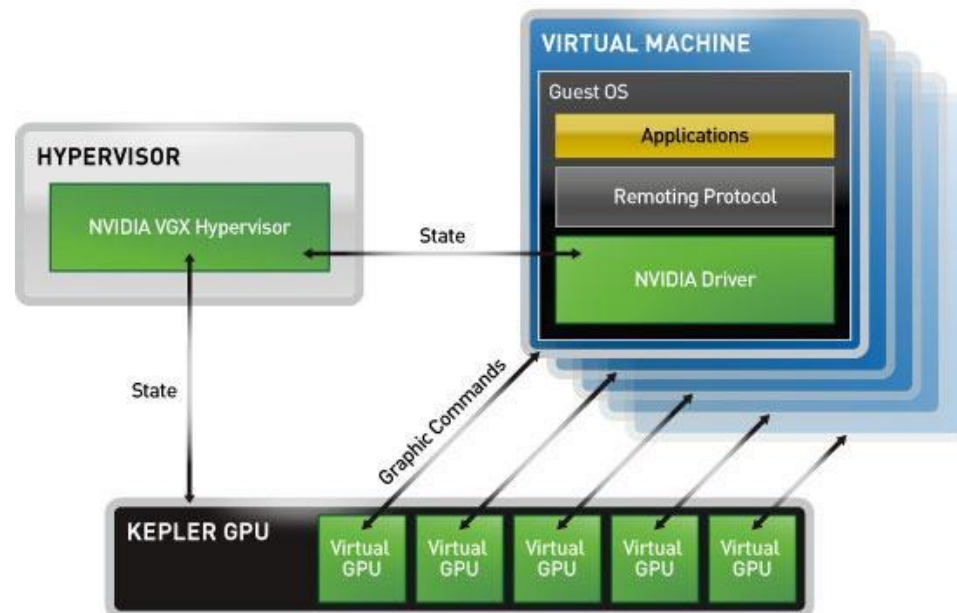 VIRTUAL MACHINE
Guest OS
Applications
Remoting Protocol
NVIDIA Driver
HYPERVISOR
NVIDIA VGX Hypervisor
State
State
Graphic Commands
KEPLER GPU
Virtual
GPU
Virtual
GPU
Virtual
GPU
Virtual
GPU
Virtual
GPU